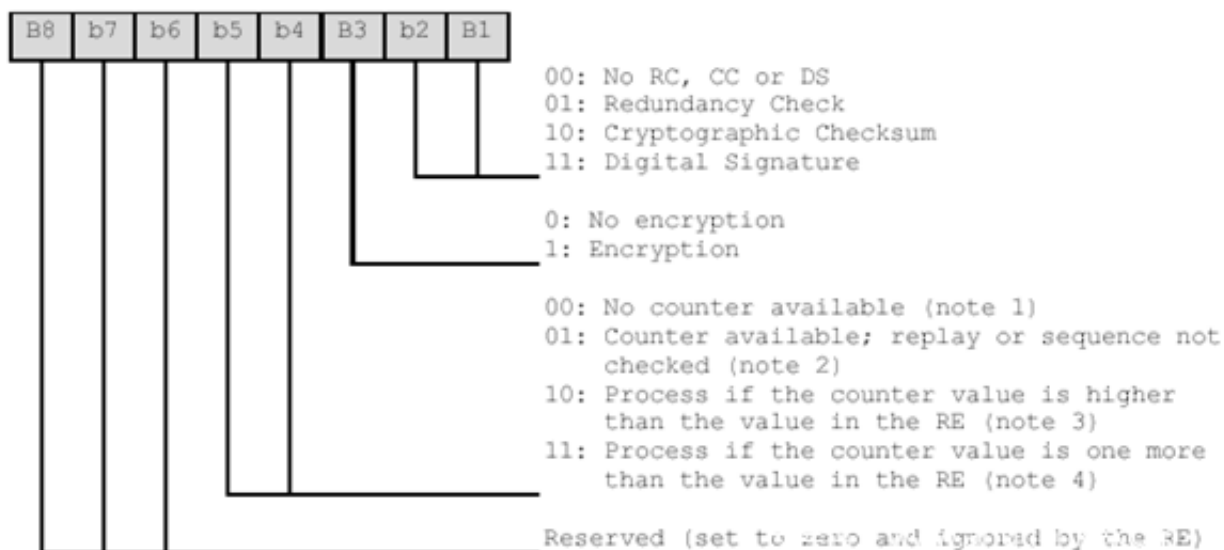 B8 b7 b6 b5 b4 B3 b2 B1
00: No RC, CC or DS
01: Redundancy Check
10: Cryptographic Checksum
11: Digital Signature
0: No encryption
1: Encryption
00: No counter available (note 1)
01: Counter available; replay or sequence not
checked (note 2)
10: Process if the counter value is higher
than the value in the RE (note 3)
11: Process if the counter value is one more
than the value in the RE (note 4)
Reserved (set to zero and ignored by the RE)